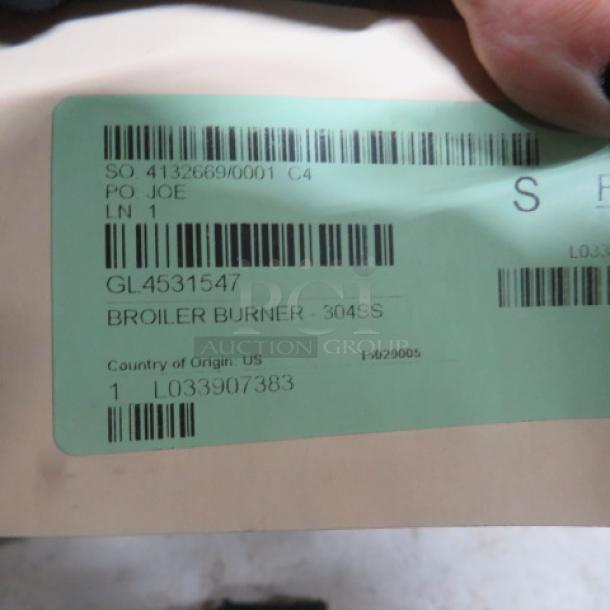 SO 4132669/0001 C4
PO JOE
LN 1
S
GL4531547
L033
BROILER BURNER - 304SS
PCI
AUCTION GROUP
Country of Origin: US
1 L033907383